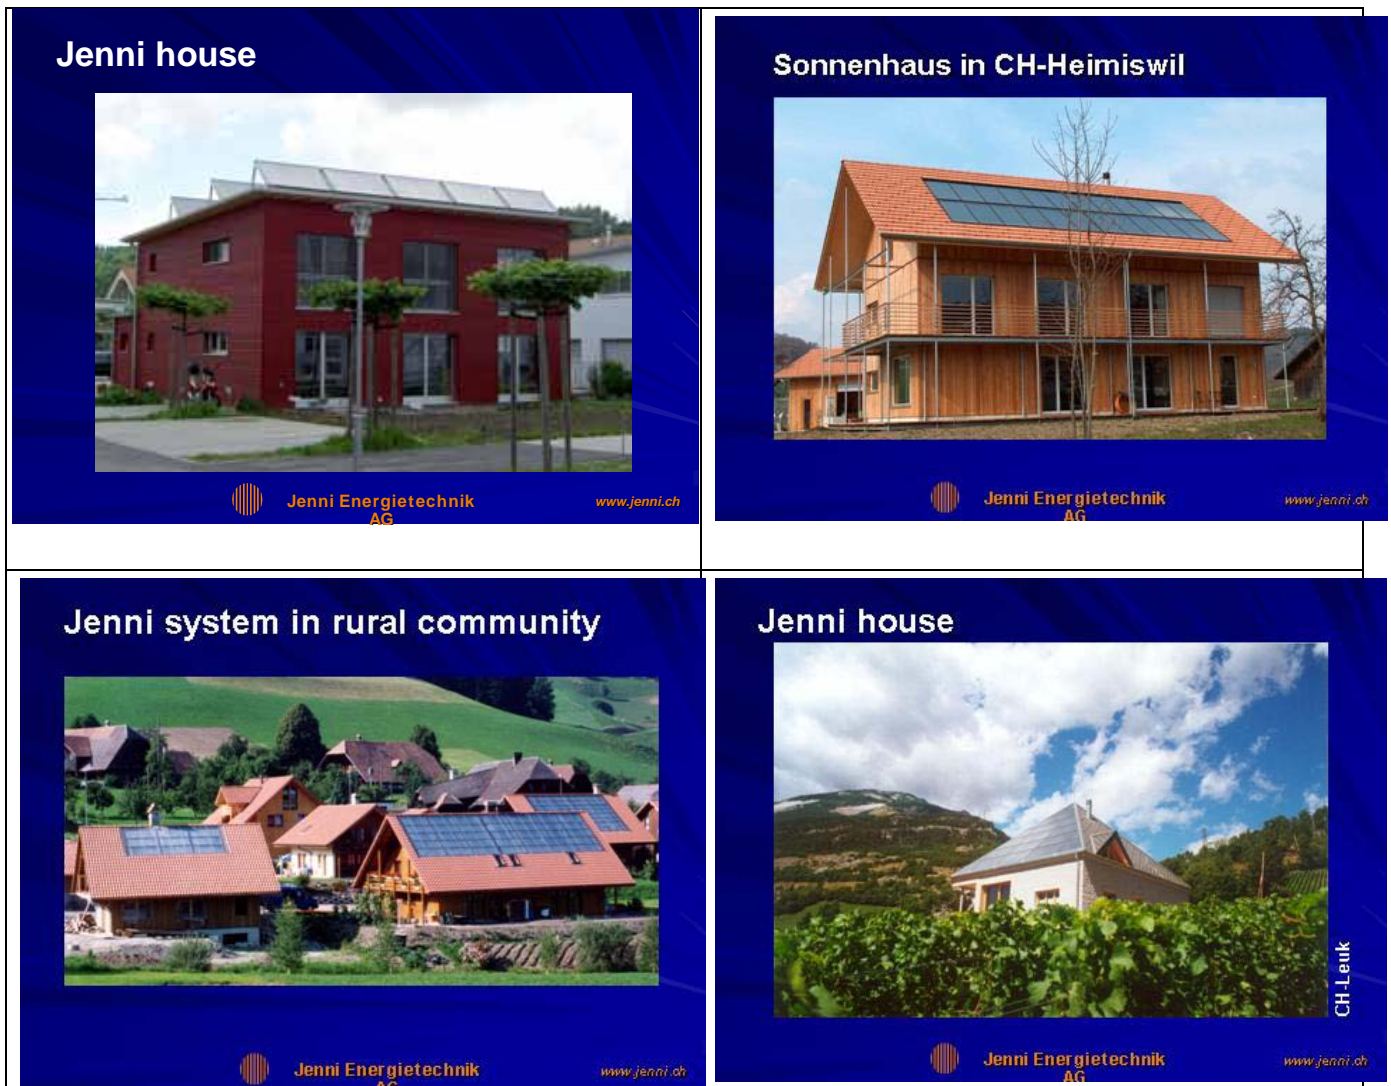 Jenni house
Jenni Energietechnik
AG
www.jenni.ch
Sonnenhaus in CH-Heimiswil
Jenni Energietechnik
AG
www.jenni.ch
Jenni system in rural community
Jenni Energietechnik
AG
www.jenni.ch
Jenni house
CH-Leuk
Jenni Energietechnik
AG
www.jenni.ch